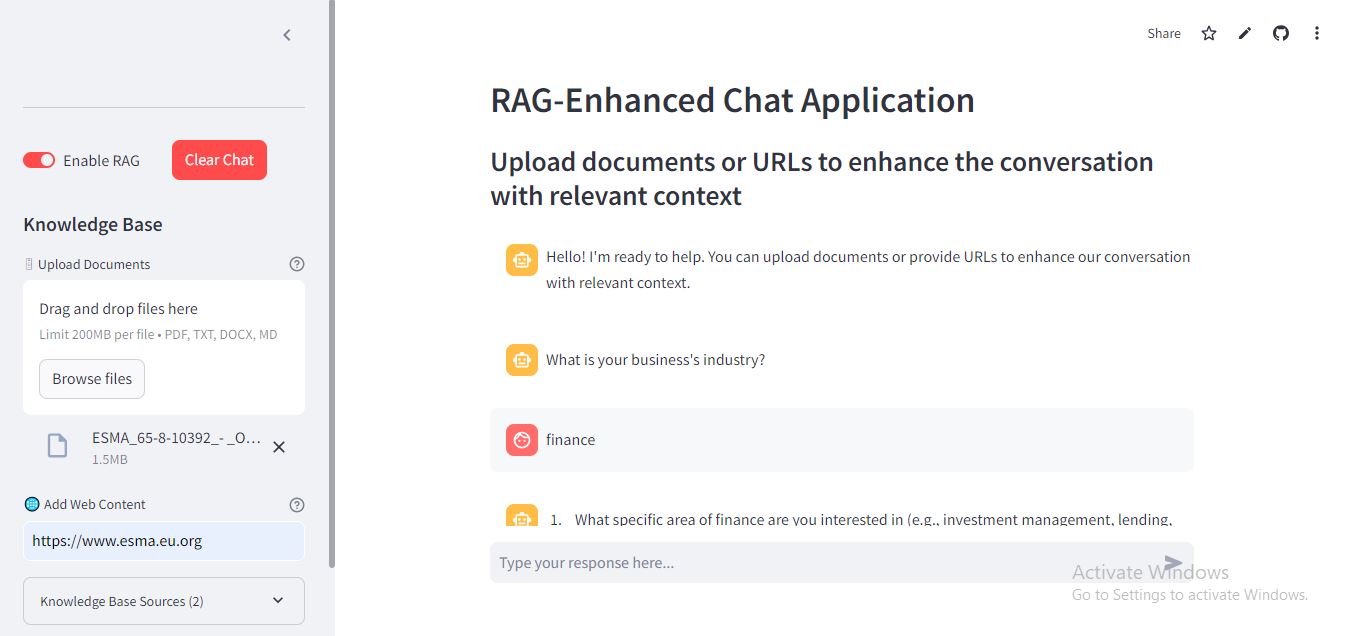 Share
Enable RAG
Clear Chat
Knowledge Base
Upload Documents
Drag and drop files here
Limit 200MB per file • PDF, TXT, DOCX, MD
Browse files
ESMA_65-8-10392_-_O...
1.5MB
Add Web Content
https://www.esma.eu.org
Knowledge Base Sources (2)
RAG-Enhanced Chat Application
Upload documents or URLs to enhance the conversation
with relevant context
Hello! I'm ready to help. You can upload documents or provide URLs to enhance our conversation
with relevant context.
What is your business's industry?
finance
1. What specific area of finance are you interested in (e.g., investment management, lending,
Type your response here...
Activate Windows
Go to Settings to activate Windows.